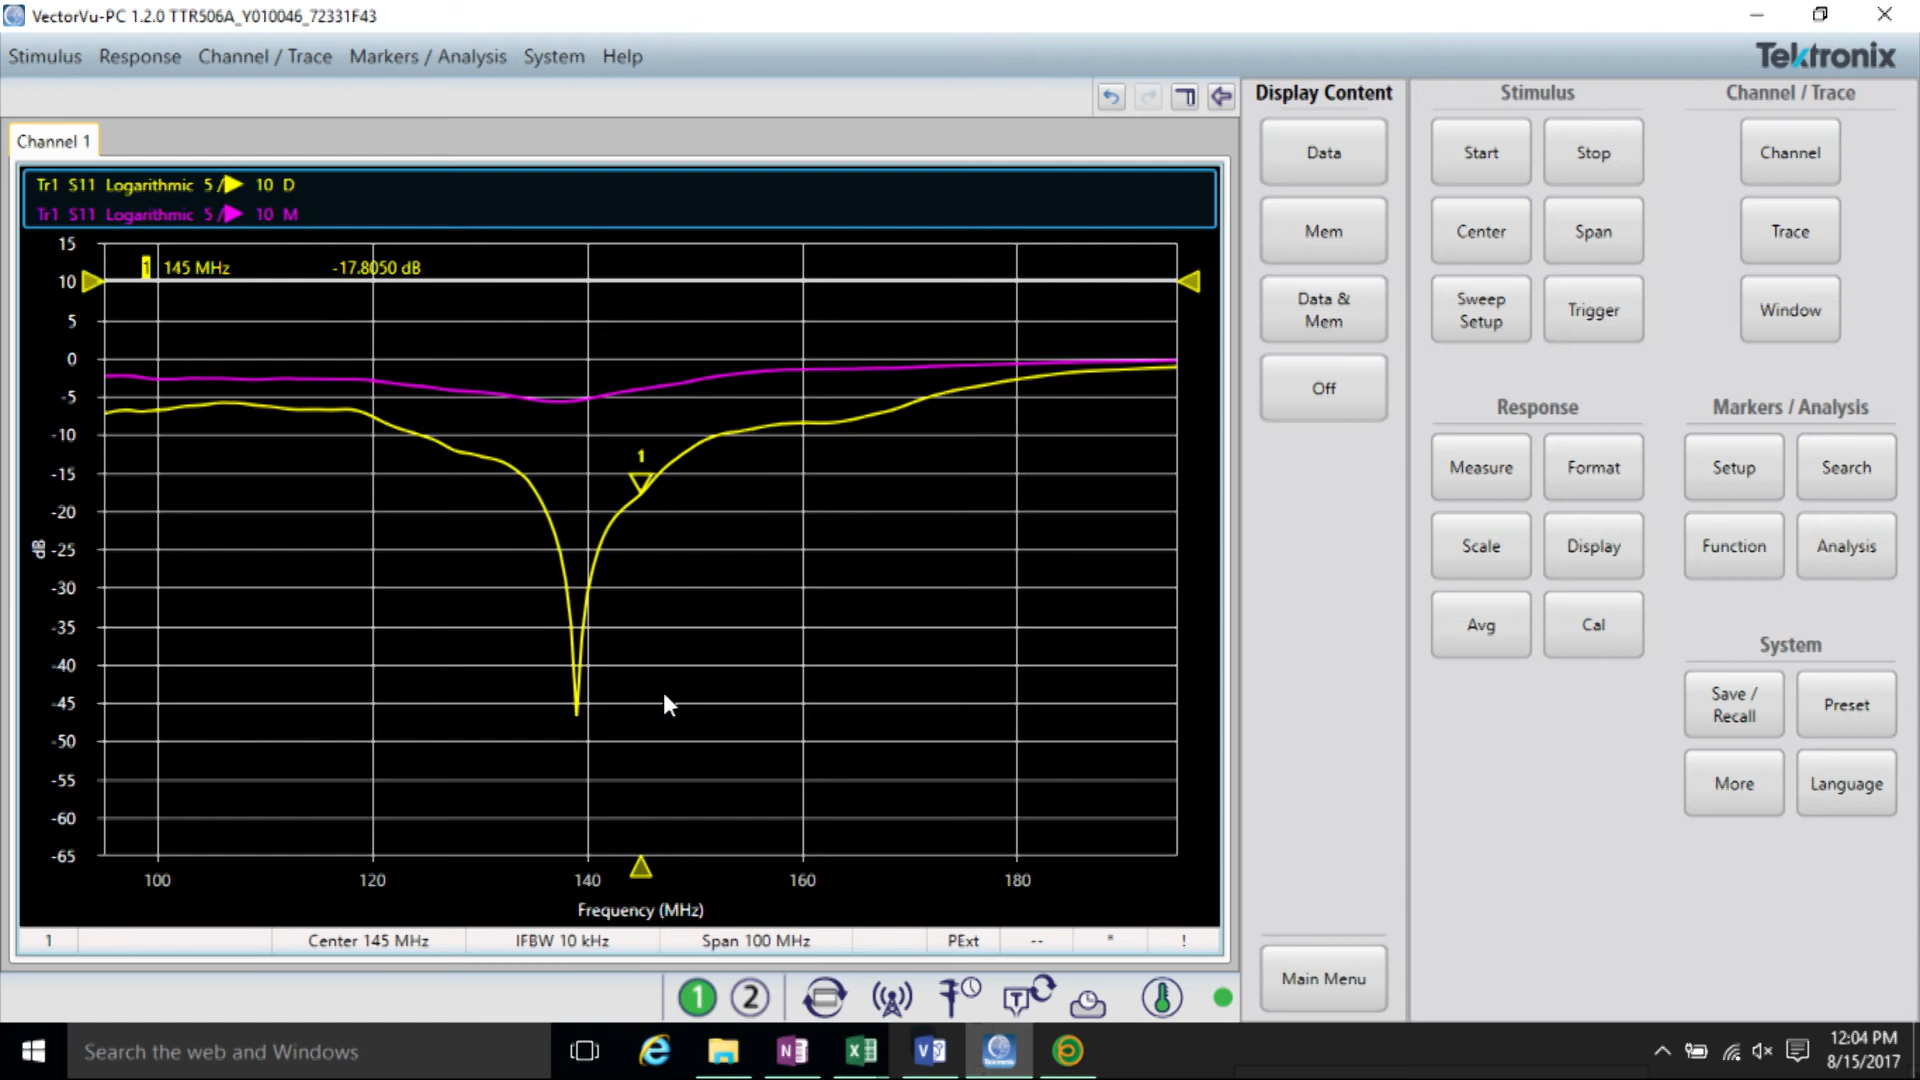 VectorVu-PC 1.2.0 TTR506A_Y010046_72331F43
Stimulus Response Channel / Trace Markers / Analysis System Help
Tektronix
Channel 1
Tr1 S11 Logarithmic 5 / 10 D
Tr1 S11 Logarithmic 5 / 10 M
1 145 MHz -17.8050 dB
15
10
5
0
-5
-10
-15
-20
-25
-30
-35
-40
-45
-50
-55
-60
-65
dB
1
100 120 140 160 180
Frequency (MHz)
1 Center 145 MHz IFBW 10 kHz Span 100 MHz PExt -- * !
1 2
T
Display Content
Data
Mem
Data &
Mem
Off
Main Menu
Stimulus
Start Stop
Center Span
Sweep
Setup
Trigger
Response
Measure Format
Scale Display
Avg Cal
Channel / Trace
Channel
Trace
Window
Markers / Analysis
Setup Search
Function Analysis
System
Save /
Recall
Preset
More Language
Search the web and Windows
12:04 PM
8/15/2017